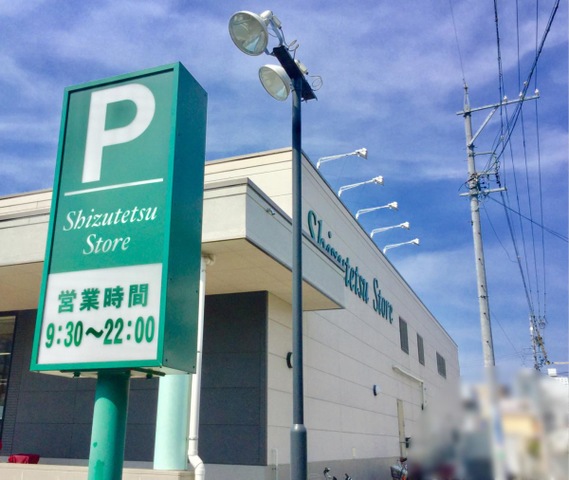 P
Shizutetsu
Store
営業時間
9:30〜22:00
Shizutetsu Store